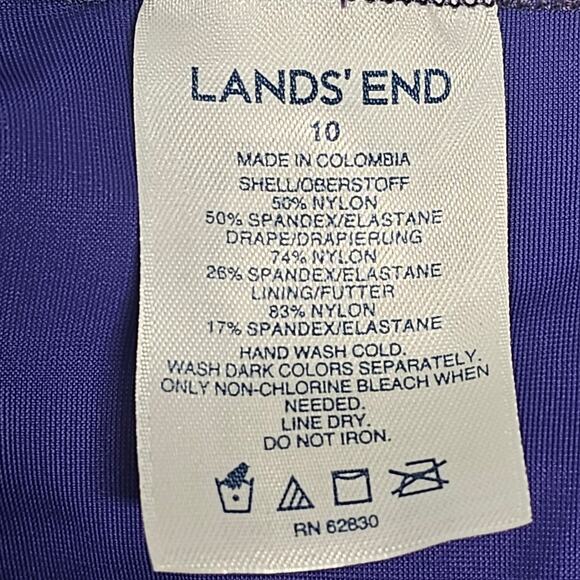 LANDS' END
10
MADE IN COLOMBIA
SHELL/OBERSTOFF
50% NYLON
50% SPANDEX/ELASTANE
DRAPE/DRAPIERUNG
74% NYLON
26% SPANDEX/ELASTANE
LINING/FUTTER
83% NYLON
17% SPANDEX/ELASTANE
HAND WASH COLD.
WASH DARK COLORS SEPARATELY.
ONLY NON-CHLORINE BLEACH WHEN
NEEDED.
LINE DRY.
DO NOT IRON.
RN 62830